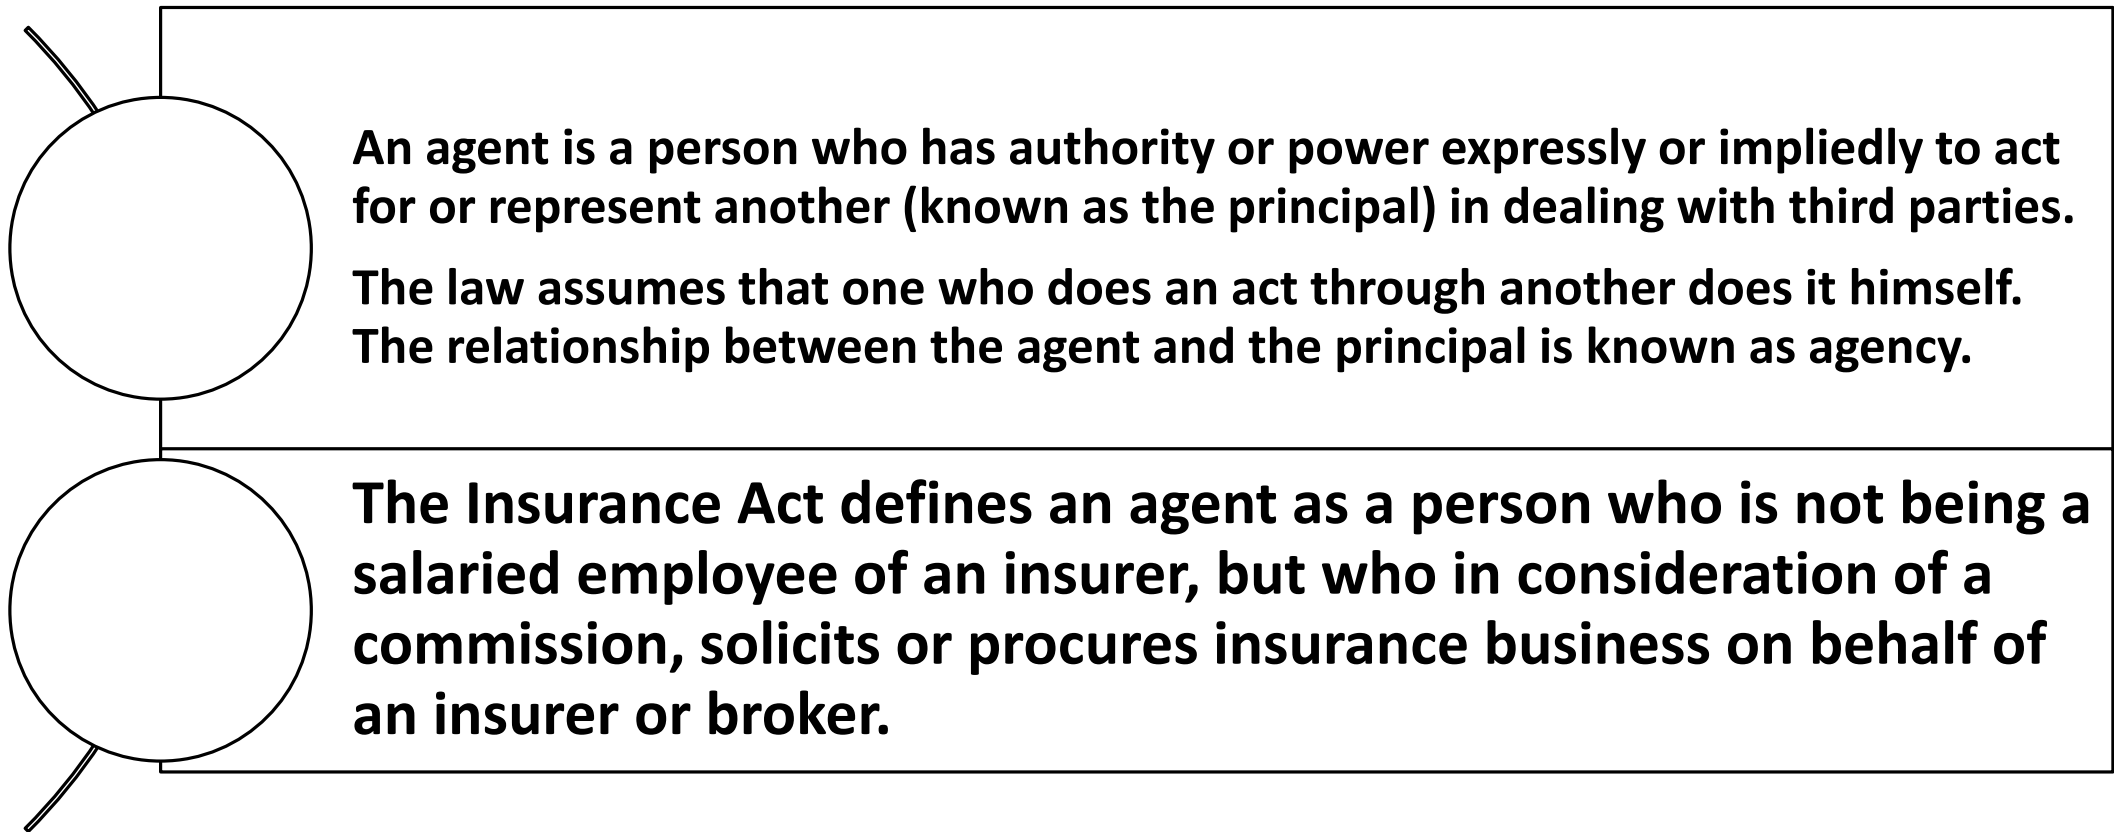 An agent is a person who has authority or power expressly or impliedly to act
for or represent another (known as the principal) in dealing with third parties.
The law assumes that one who does an act through another does it himself.
The relationship between the agent and the principal is known as agency.
The Insurance Act defines an agent as a person who is not being a
salaried employee of an insurer, but who in consideration of a
commission, solicits or procures insurance business on behalf of
an insurer or broker.